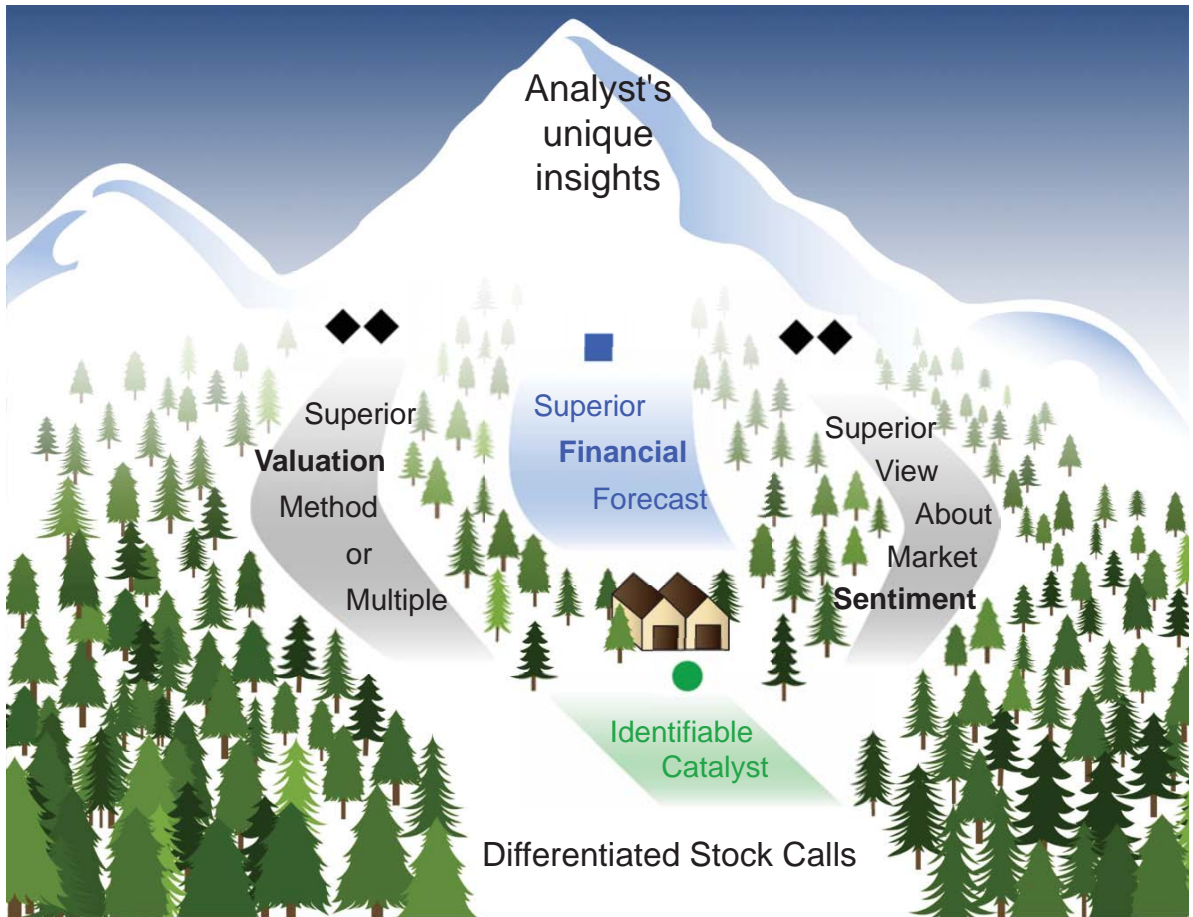 Analyst's
unique
insights
Superior
Valuation
Method
or
Multiple
Superior
Financial
Forecast
Superior
View
About
Market
Sentiment
Identifiable
Catalyst
Differentiated Stock Calls